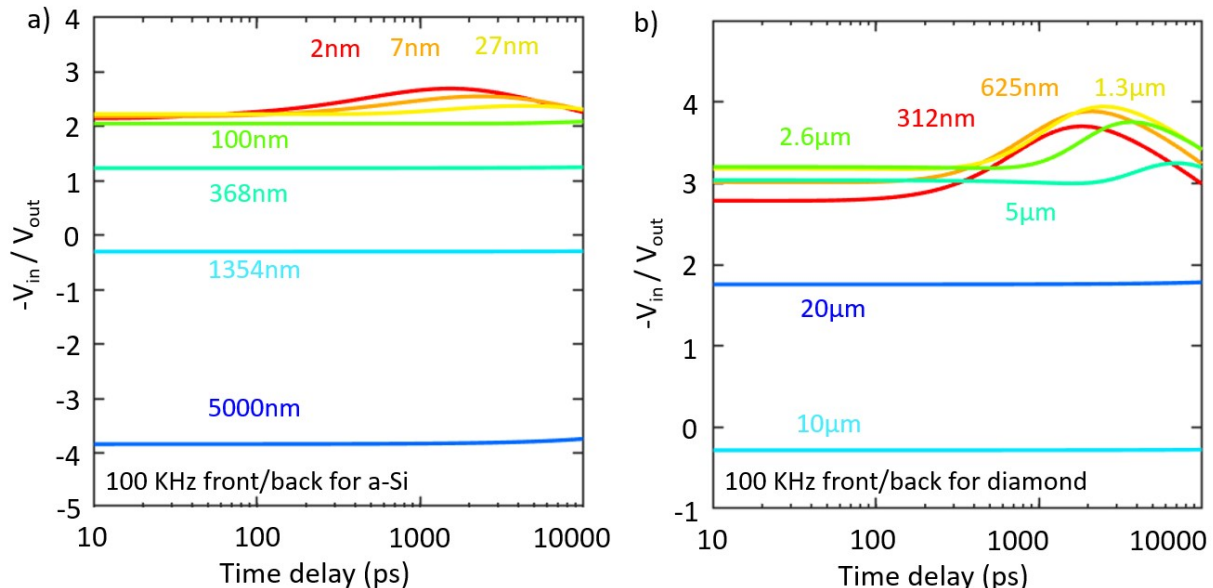 a)
4
3
2
1
0
-1
-2
-3
-4
-5
-Vin / Vout
2nm 7nm 27nm
100nm
368nm
1354nm
5000nm
100 KHz front/back for a-Si
10 100 1000 10000
Time delay (ps)
b)
4
3
2
1
0
-1
-Vin / Vout
625nm 1.3μm
312nm
2.6μm
5μm
20μm
10μm
100 KHz front/back for diamond
10 100 1000 10000
Time delay (ps)